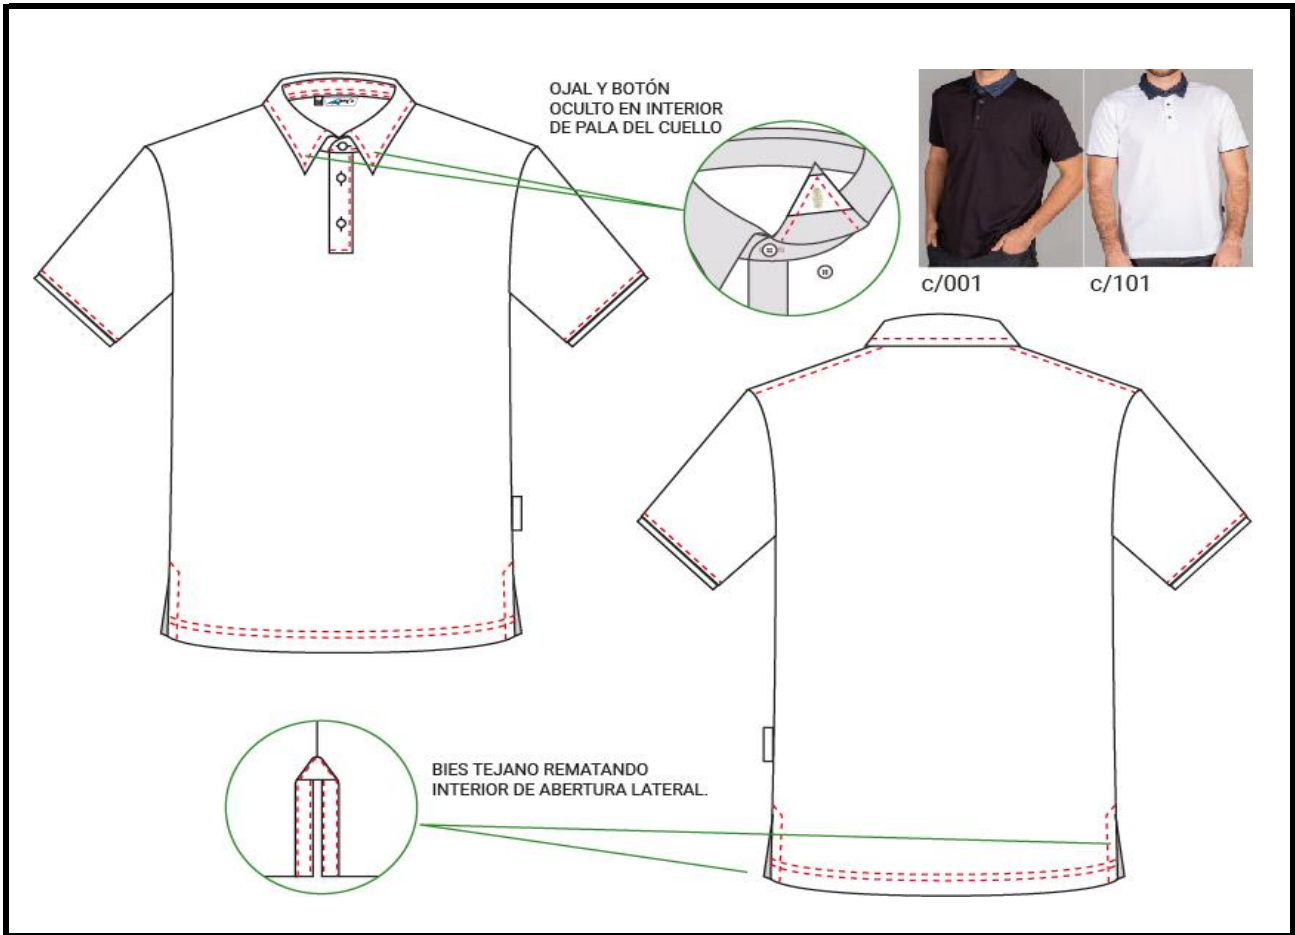 OJAL Y BOTÓN
OCULTO EN INTERIOR
DE PALA DEL CUELLO
c/001
c/101
BIES TEJANO REMATANDO
INTERIOR DE ABERTURA LATERAL.